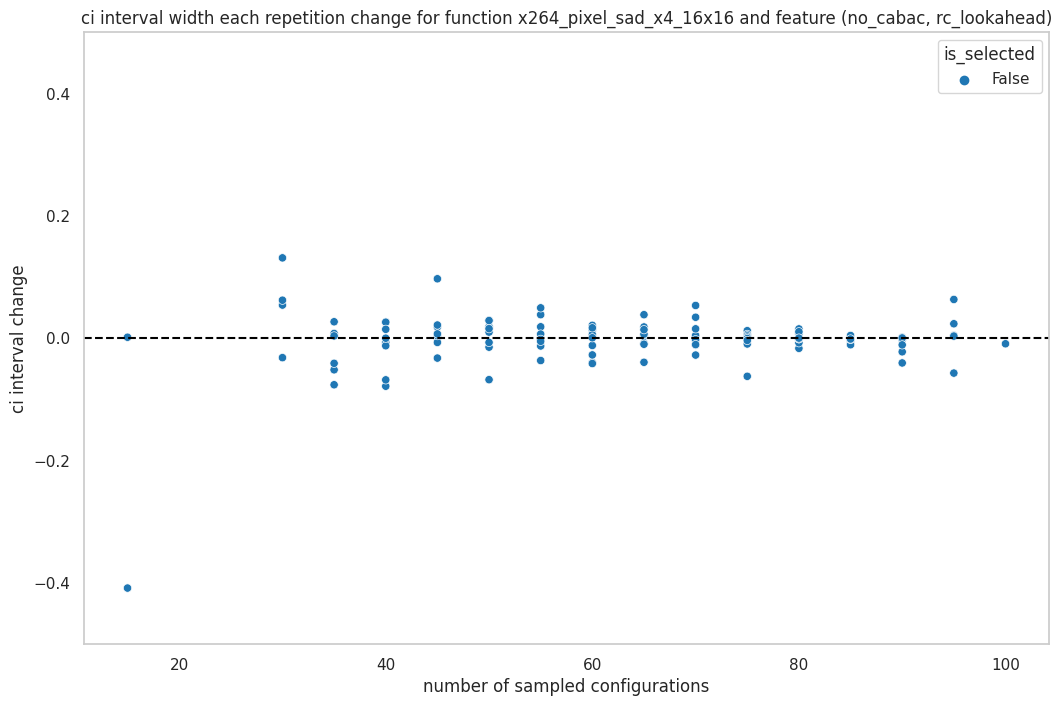 ci interval width each repetition change for function x264_pixel_sad_x4_16x16 and feature (no_cabac, rc_lookahead)
is_selected
False
0.4
0.2
0.0
−0.2
−0.4
ci interval change
20
40
60
80
100
number of sampled configurations